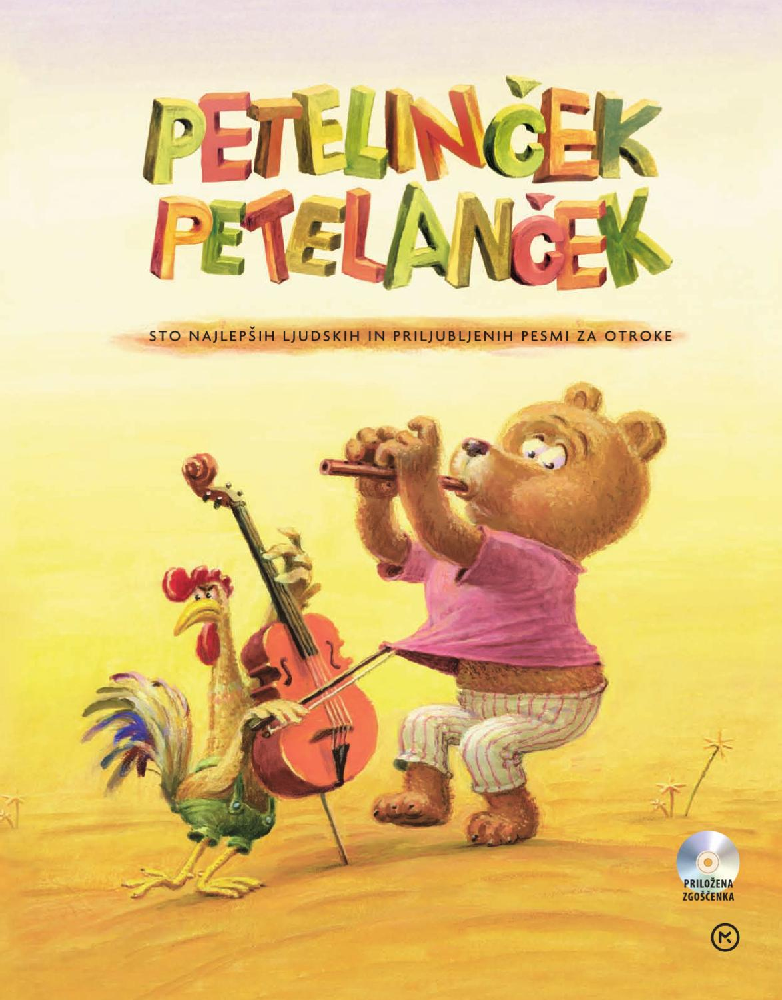 PETELINČEK
PETELANČEK
STO NAJLEPŠIH LJUDSKIH IN PRILJUBLJENIH PESMI ZA OTROKE
PRILOŽENA
ZGOŠČENKA